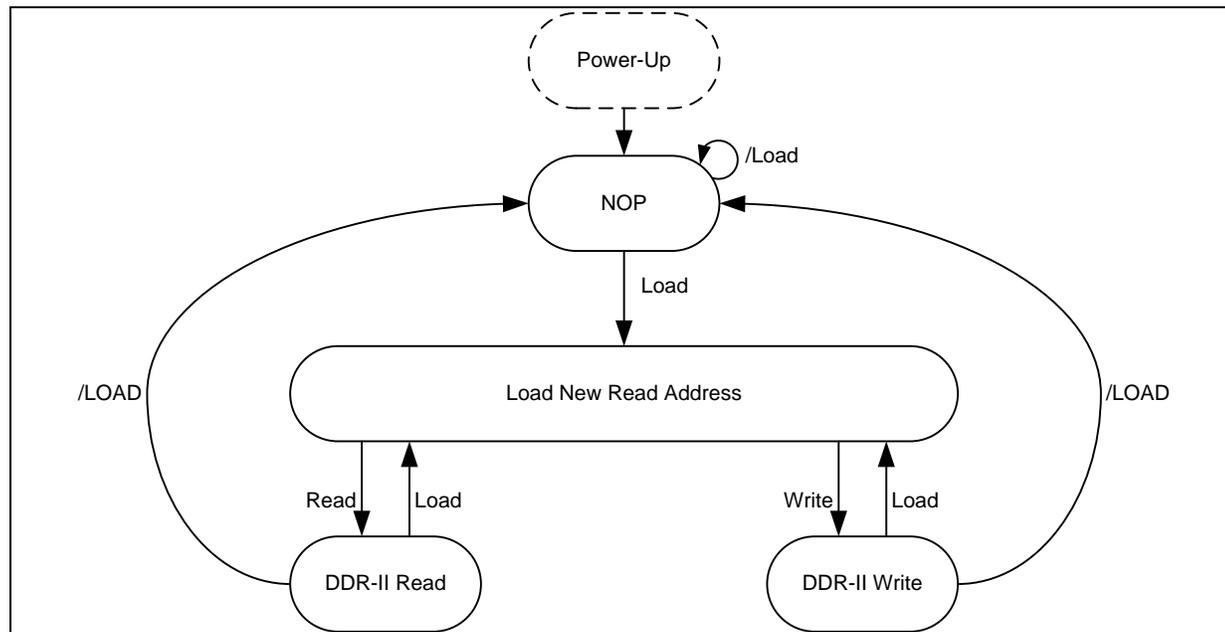 Power-Up
/Load
NOP
Load
/LOAD
Load New Read Address
/LOAD
Read
Load
Write
Load
DDR-II Read
DDR-II Write